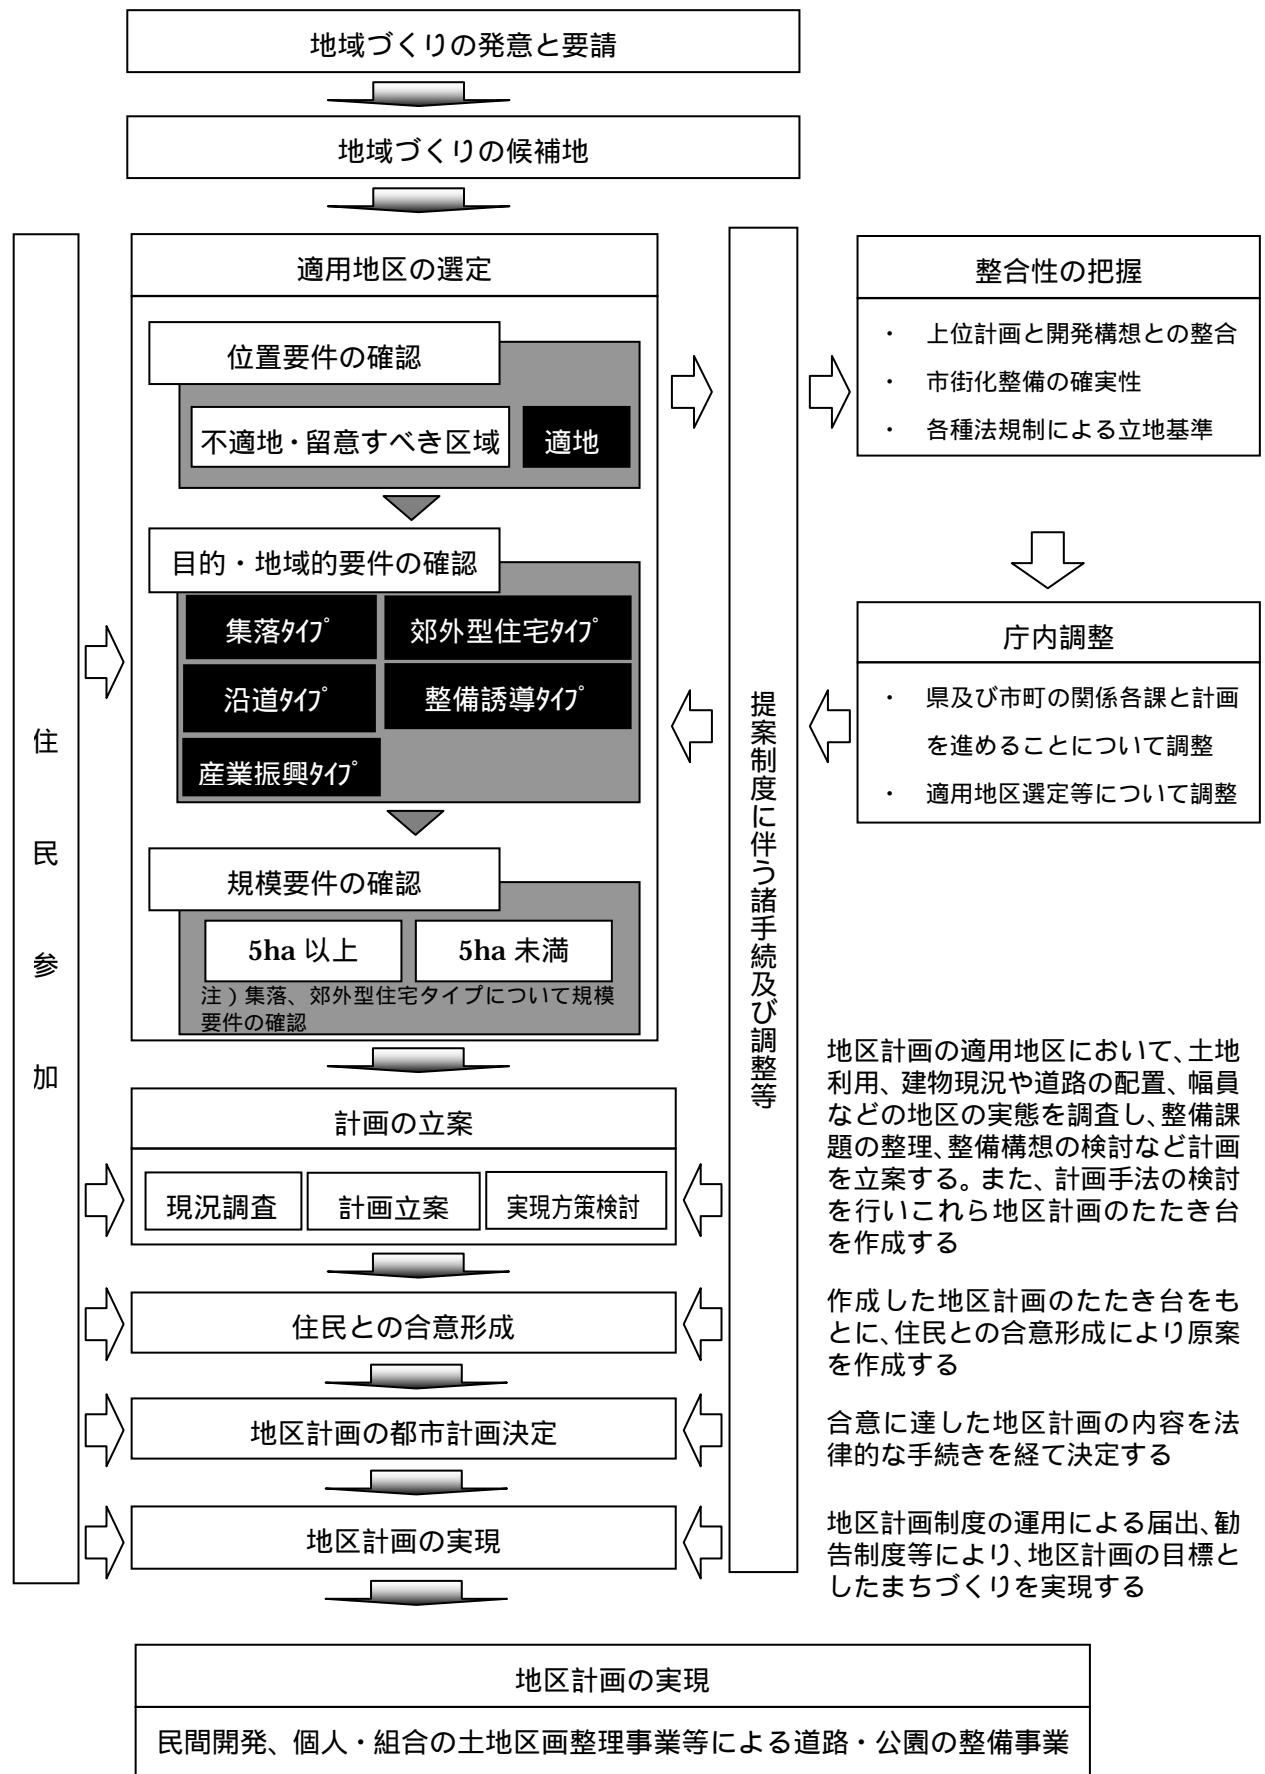 地域づくりの発意と要請
地域づくりの候補地
住民参加
適用地区の選定
位置要件の確認
不適地・留意すべき区域
適地
目的・地域的要件の確認
集落ﾀｲﾌﾟ
郊外型住宅ﾀｲﾌﾟ
沿道ﾀｲﾌﾟ
整備誘導ﾀｲﾌﾟ
産業振興ﾀｲﾌﾟ
規模要件の確認
5ha 以上
5ha 未満
注）集落、郊外型住宅タイプについて規模
要件の確認
提案制度に伴う諸手続及び調整等
整合性の把握
・ 上位計画と開発構想との整合
・ 市街化整備の確実性
・ 各種法規制による立地基準
庁内調整
・ 県及び市町の関係各課と計画
を進めることについて調整
・ 適用地区選定等について調整
計画の立案
現況調査
計画立案
実現方策検討
地区計画の適用地区において、土地
利用、建物現況や道路の配置、幅員
などの地区の実態を調査し、整備課
題の整理、整備構想の検討など計画
を立案する。また、計画手法の検討
を行いこれら地区計画のたたき台
を作成する
住民との合意形成
作成した地区計画のたたき台をも
とに、住民との合意形成により原案
を作成する
地区計画の都市計画決定
合意に達した地区計画の内容を法
律的な手続きを経て決定する
地区計画の実現
地区計画制度の運用による届出、勧
告制度等により、地区計画の目標と
したまちづくりを実現する
地区計画の実現
民間開発、個人・組合の土地区画整理事業等による道路・公園の整備事業